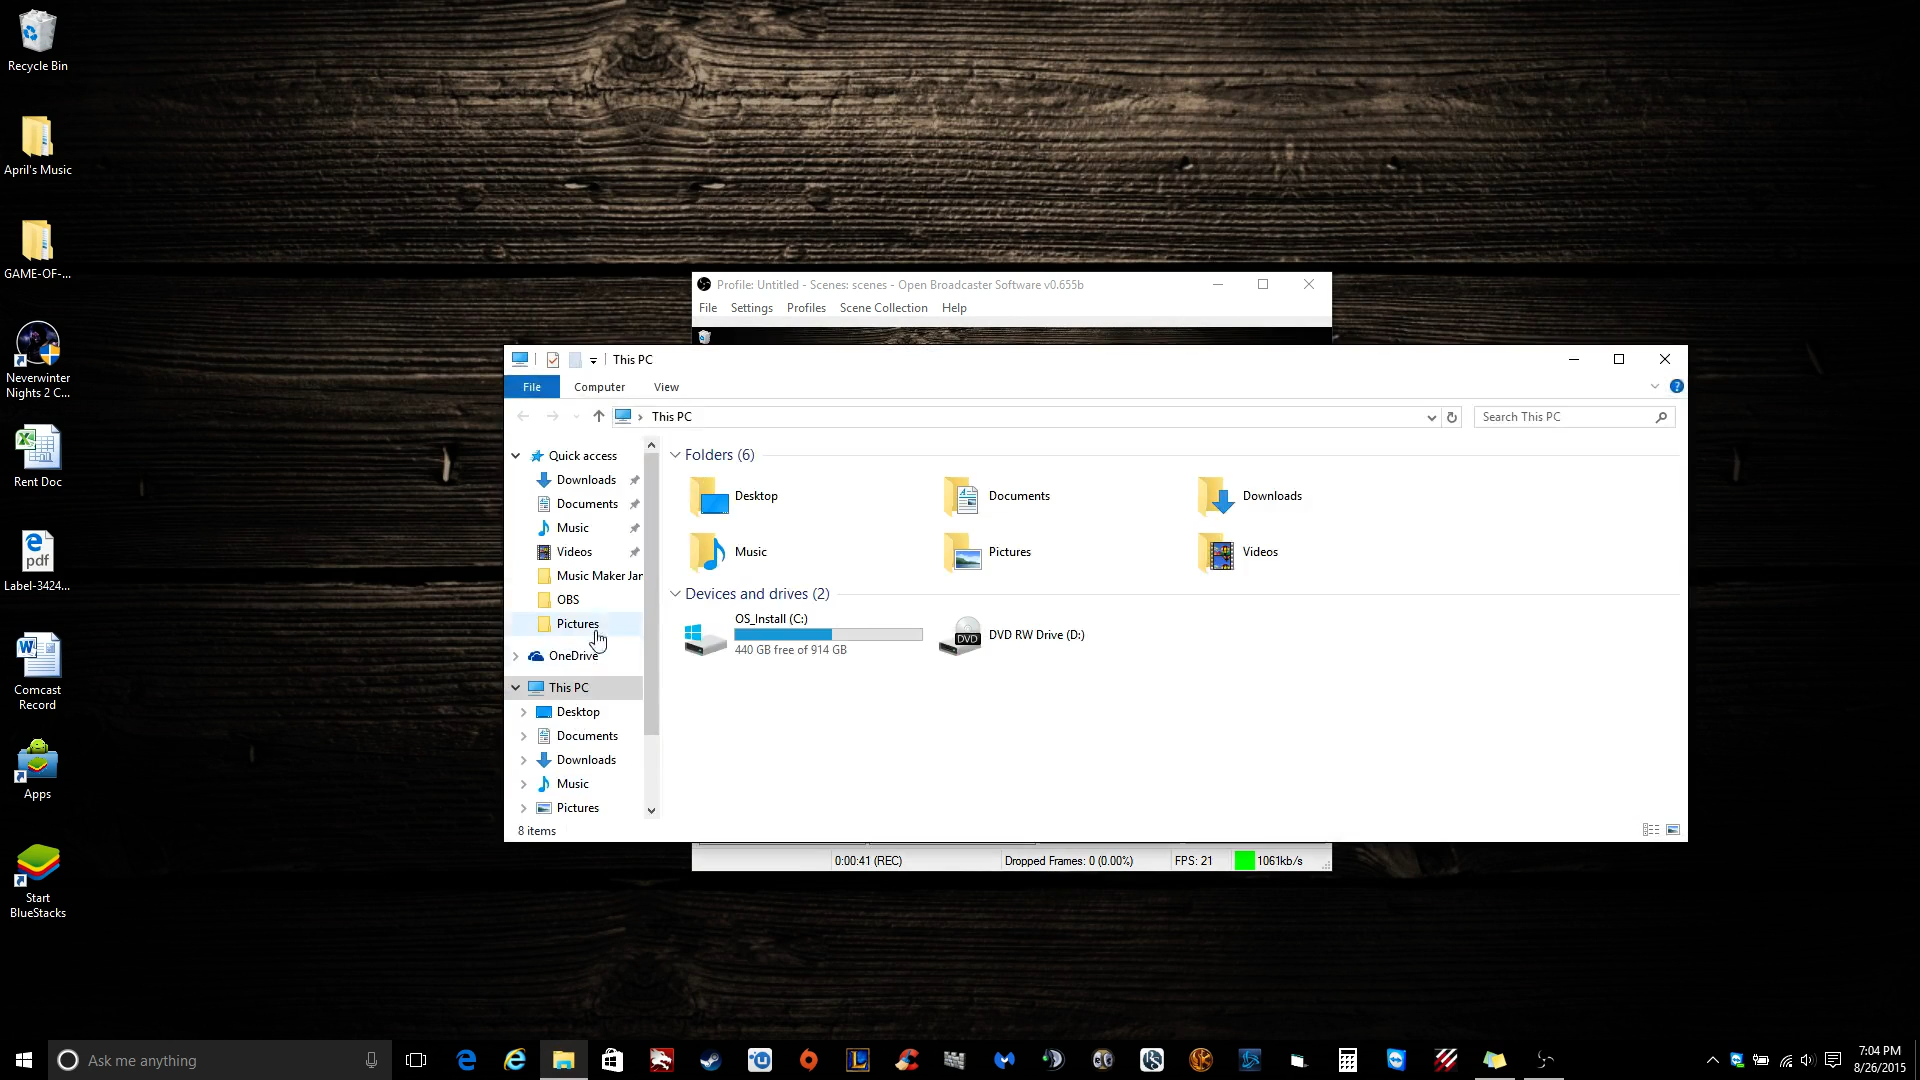 Recycle Bin
April's Music
GAME-OF-...
Neverwinter
Nights 2 C...
Rent Doc
pdf
Label-3424...
Comcast
Record
Apps
Start
BlueStacks
Profile: Untitled - Scenes: scenes - Open Broadcaster Software v0.655b
File Settings Profiles Scene Collection Help
This PC
File Computer View
This PC
Search This PC
Quick access
Downloads
Documents
Music
Videos
Music Maker Jar
OBS
Pictures
OneDrive
This PC
Desktop
Documents
Downloads
Music
Pictures
8 items
Folders (6)
Desktop Documents Downloads
Music Pictures Videos
Devices and drives (2)
OS_Install (C:)
440 GB free of 914 GB
DVD
DVD RW Drive (D:)
0:00:41 (REC) Dropped Frames: 0 (0.00%) FPS: 21 1061kb/s
Ask me anything
7:04 PM
8/26/2015